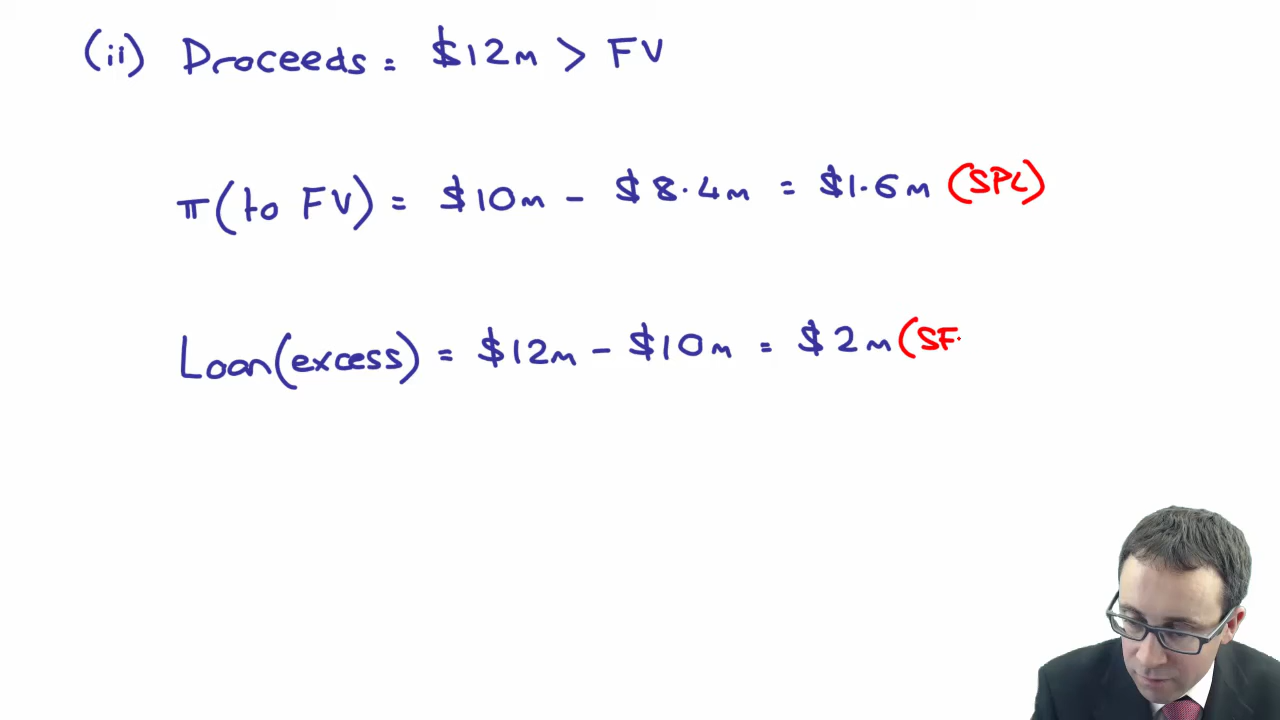 (ii) Proceeds = $12m > FV
π(to FV) = $10m - $8.4m = $1.6m (SPL)
Loan(excess) = $12m - $10m = $2m (SF